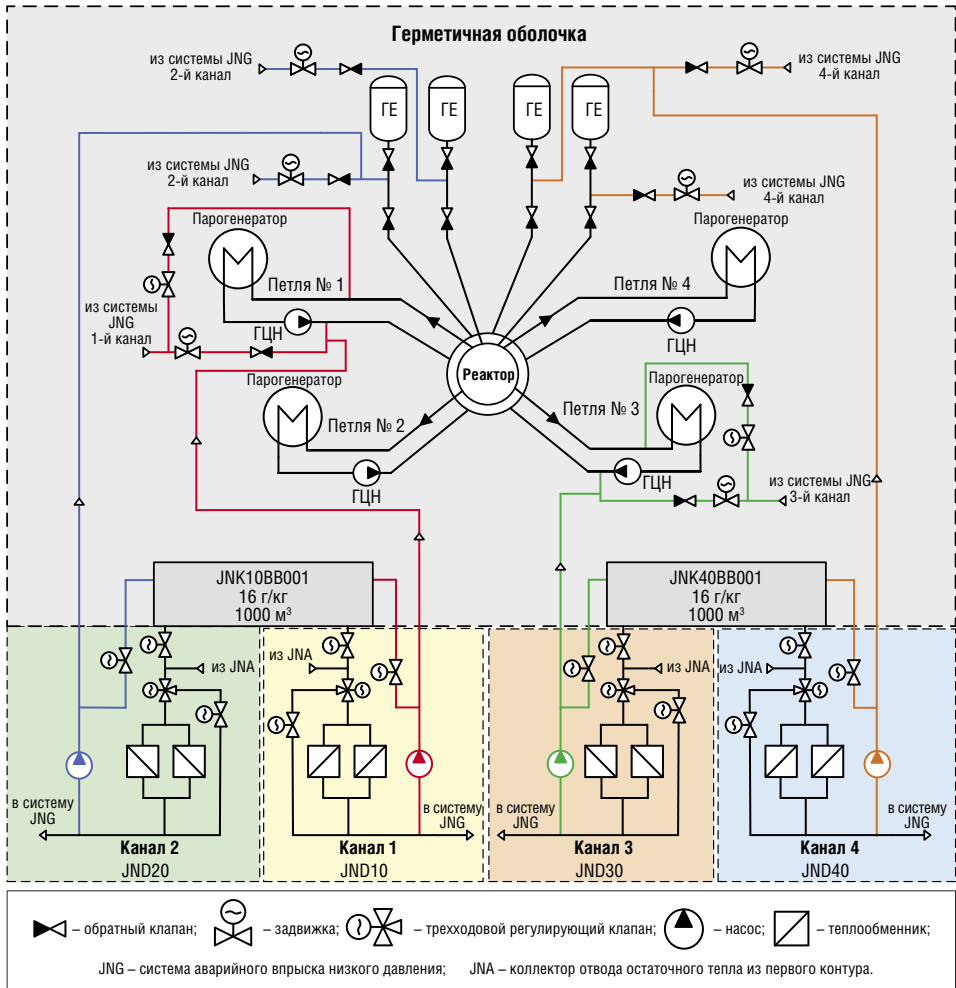 Герметичная оболочка
из системы JNG
2-й канал
из системы JNG
4-й канал
ГЕ
ГЕ
ГЕ
ГЕ
из системы JNG
2-й канал
из системы JNG
4-й канал
Парогенератор
Парогенератор
Петля № 1
Петля № 4
из системы
JNG
1-й канал
ГЦН
ГЦН
Реактор
Парогенератор
Парогенератор
Петля № 2
Петля № 3
ГЦН
ГЦН
из системы JNG
3-й канал
JNK10BB001
16 г/кг
1000 м³
JNK40BB001
16 г/кг
1000 м³
из JNA
из JNA
из JNA
из JNA
в систему
JNG
в систему
JNG
в систему
JNG
в систему
JNG
Канал 2
JND20
Канал 1
JND10
Канал 3
JND30
Канал 4
JND40
– обратный клапан; – задвижка; – трехходовой регулирующий клапан; – насос; – теплообменник;
JNG – система аварийного впрыска низкого давления; JNA – коллектор отвода остаточного тепла из первого контура.